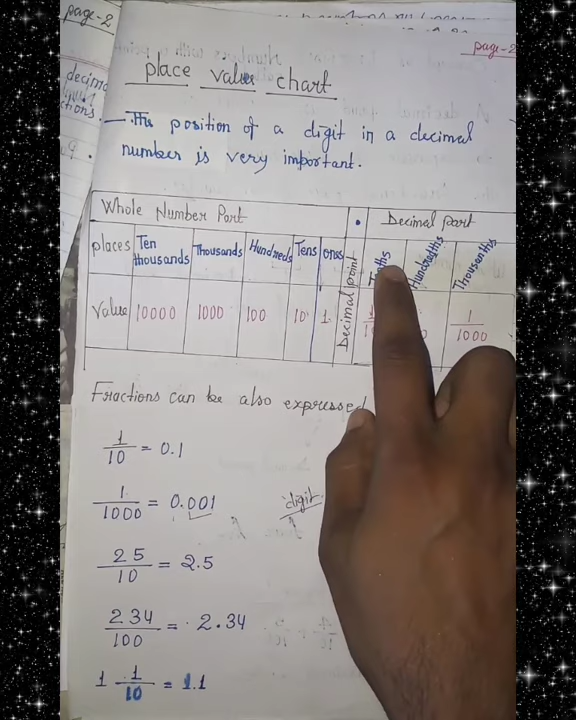 page-2
page-2
decima
ctions
place value chart
The position of a digit in a decimal
number is very important.
Whole Number Part • Decimal part
places Ten thousands Thousands Hundreds Tens ones Decimal point Hundredths Thousanths
Value 10000 1000 100 10 1 1/1000
Fractions can be also expressed
1/10 = 0.1
1/1000 = 0.001 digit
25/10 = 2.5
234/100 = 2.34
1 1/10 = 1.1